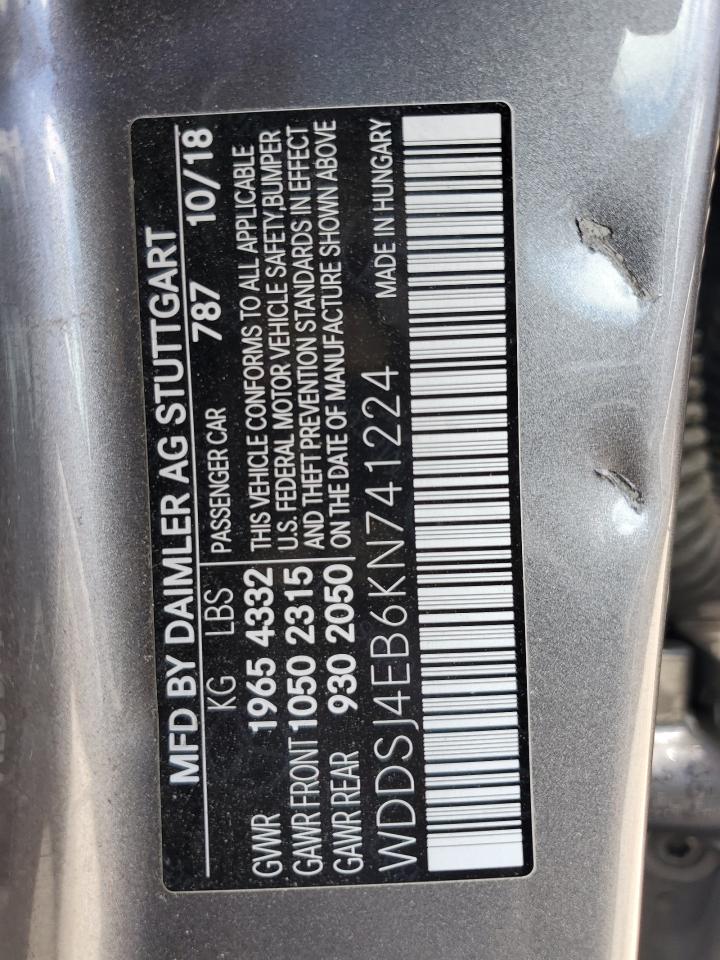 MFD BY DAIMLER AG STUTTGART
787 10/18
KG LBS PASSENGER CAR
GVWR 1965 4332 THIS VEHICLE CONFORMS TO ALL APPLICABLE
U.S. FEDERAL MOTOR VEHICLE SAFETY,BUMPER
GAWR FRONT 1050 2315 AND THEFT PREVENTION STANDARDS IN EFFECT
GAWR REAR 930 2050 ON THE DATE OF MANUFACTURE SHOWN ABOVE
WDDSJ4EB6KN741224 MADE IN HUNGARY